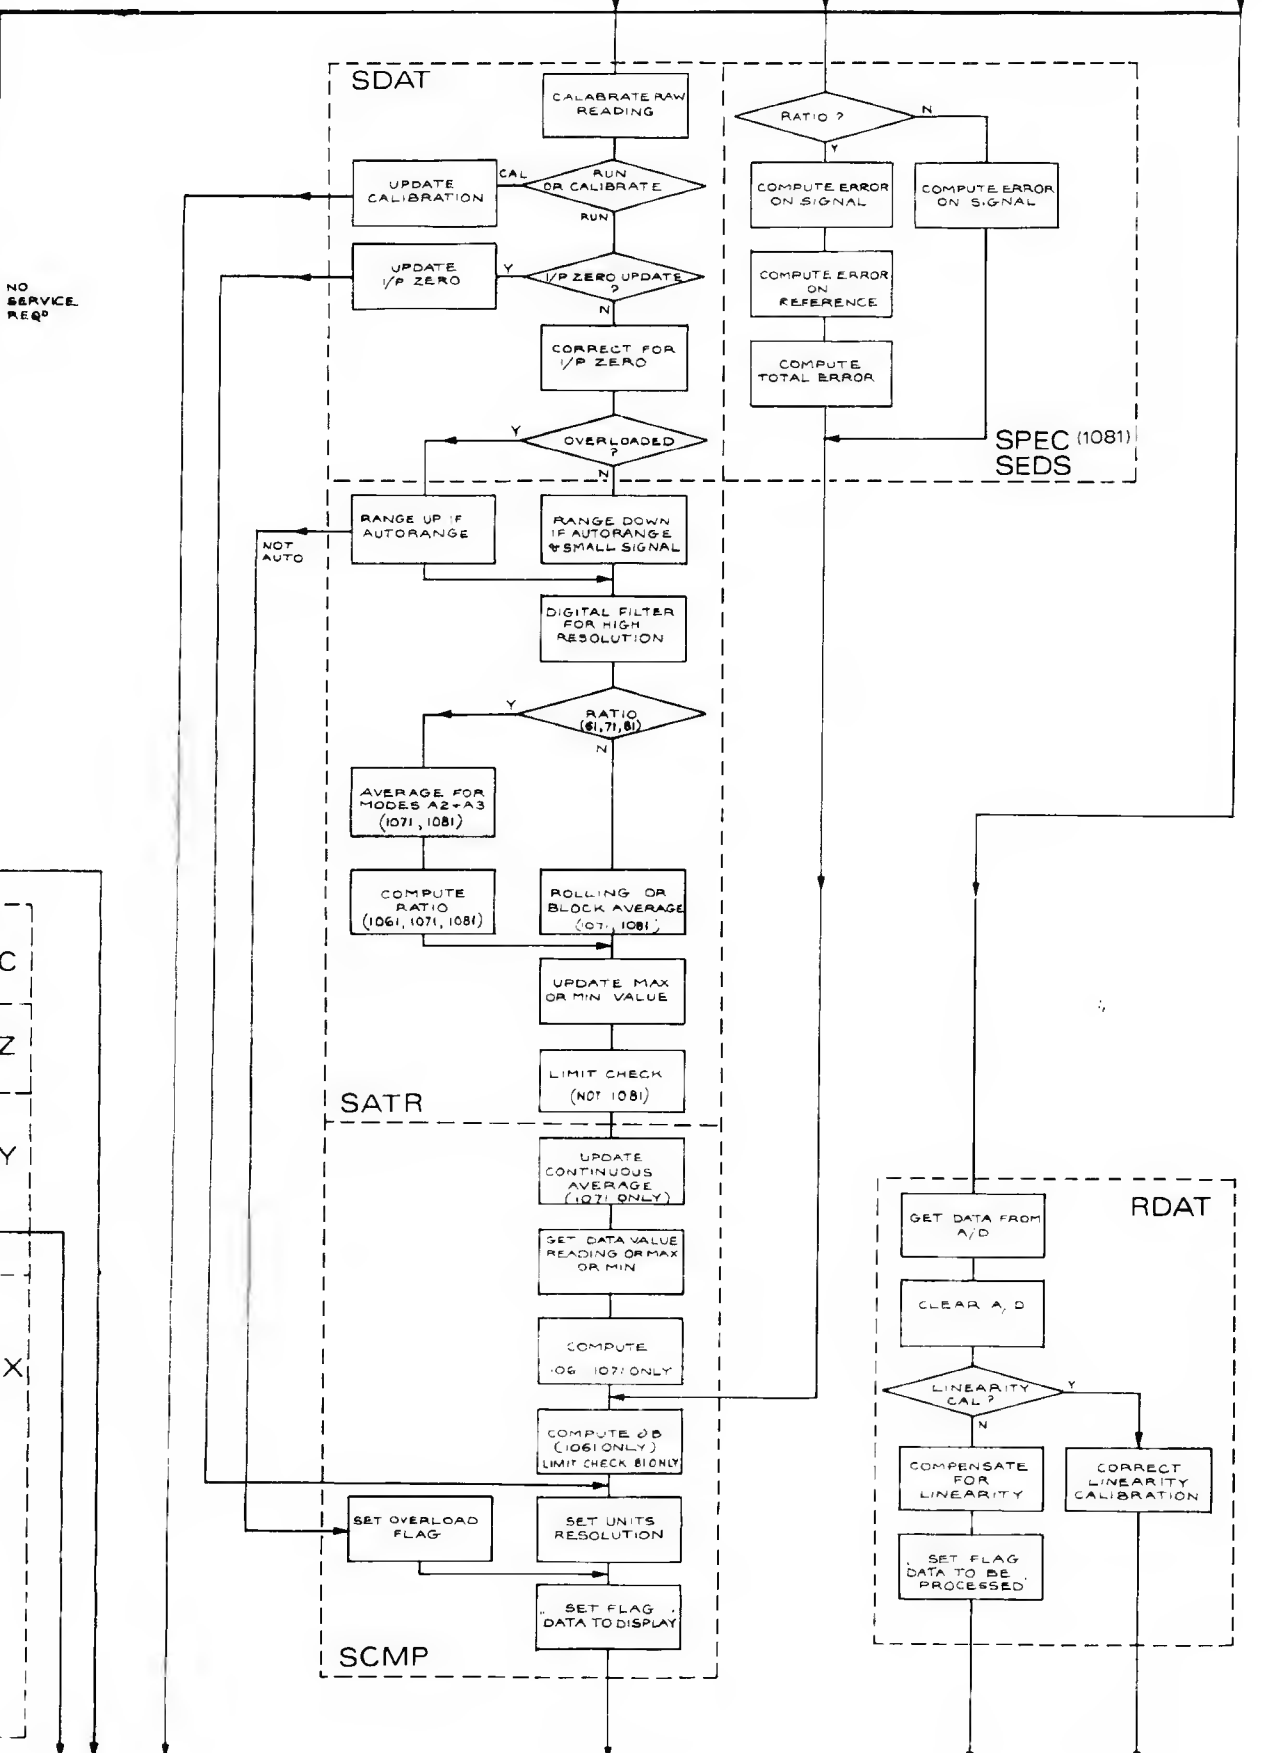 SDAT
CALABRATE RAW
READING
CAL
UPDATE
CALIBRATION
RUN
OR CALIBRATE
RUN
UPDATE
I/P ZERO
Y
I/P ZERO UPDATE
?
N
CORRECT FOR
I/P ZERO
Y
OVERLOADED
?
N
RATIO ?
N
Y
COMPUTE ERROR
ON SIGNAL
COMPUTE ERROR
ON SIGNAL
COMPUTE ERROR
ON
REFERENCE
COMPUTE
TOTAL ERROR
SPEC (1081)
SEDS
NO
SERVICE
REQD
RANGE UP IF
AUTORANGE
NOT
AUTO
RANGE DOWN
IF AUTORANGE
& SMALL SIGNAL
DIGITAL FILTER
FOR HIGH
RESOLUTION
Y
RATIO
(61,71,81)
N
AVERAGE FOR
MODES A2+A3
(1071,1081)
COMPUTE
RATIO
(1061,1071,1081)
ROLLING OR
BLOCK AVERAGE
(1071,1081)
UPDATE MAX
OR MIN VALUE
LIMIT CHECK
(NOT 1081)
SATR
C
Z
Y
X
UPDATE
CONTINUOUS
AVERAGE
(1071 ONLY)
GET DATA VALUE
READING OR MAX
OR MIN
COMPUTE
1071 ONLY
COMPUTE dB
(1061 ONLY)
LIMIT CHECK 81 ONLY
SET OVERLOAD
FLAG
SET UNITS
RESOLUTION
SET FLAG
DATA TO DISPLAY
SCMP
RDAT
GET DATA FROM
A/D
CLEAR A/D
LINEARITY
CAL ?
Y
N
COMPENSATE
FOR
LINEARITY
CORRECT
LINEARITY
CALIBRATION
SET FLAG
DATA TO BE
PROCESSED